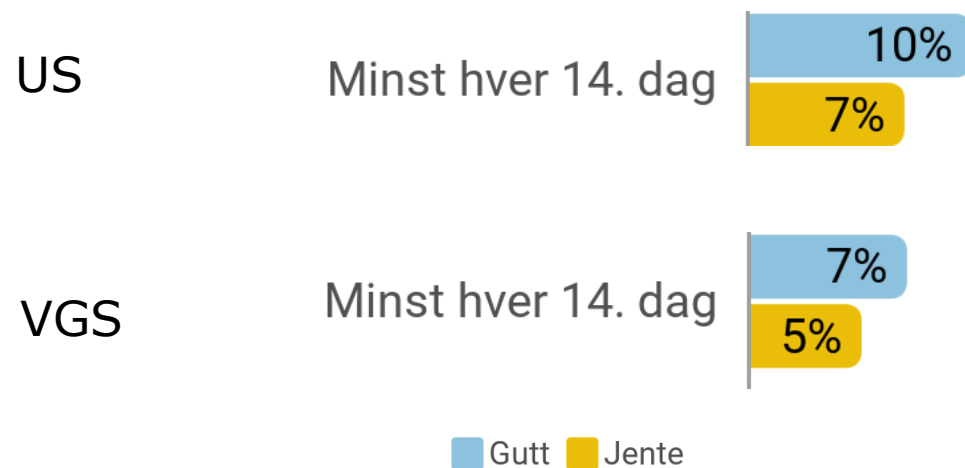 US
Minst hver 14. dag
10%
7%
VGS
Minst hver 14. dag
7%
5%
Gutt Jente